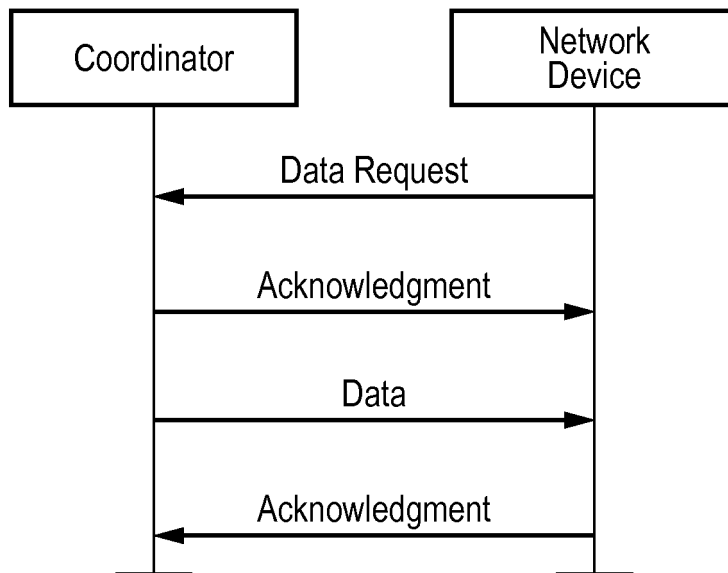 Coordinator
Network
Device
Data Request
Acknowledgment
Data
Acknowledgment